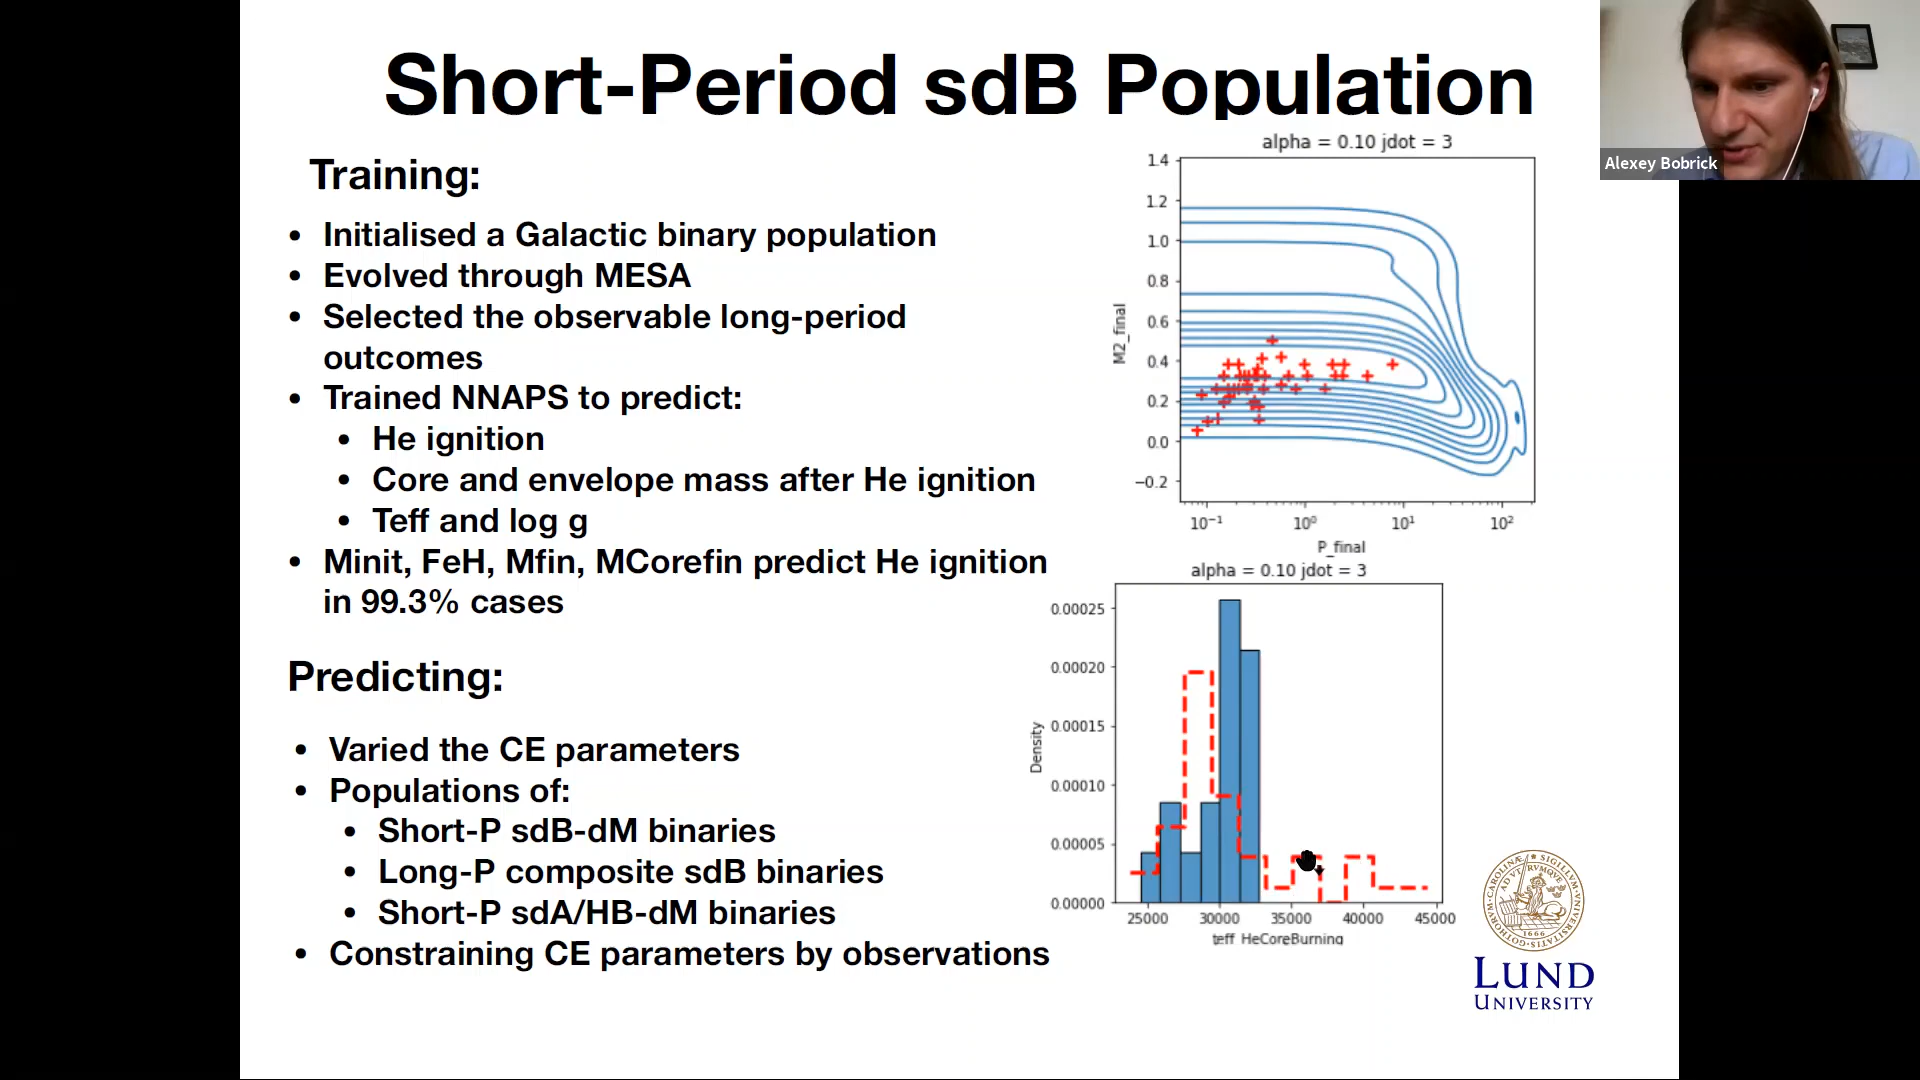 Short-Period sdB Population
Alexey Bobrick
Training:
• Initialised a Galactic binary population
• Evolved through MESA
• Selected the observable long-period
outcomes
• Trained NNAPS to predict:
• He ignition
• Core and envelope mass after He ignition
• Teff and log g
• Minit, FeH, Mfin, MCorefin predict He ignition
in 99.3% cases
Predicting:
• Varied the CE parameters
• Populations of:
• Short-P sdB-dM binaries
• Long-P composite sdB binaries
• Short-P sdA/HB-dM binaries
• Constraining CE parameters by observations
alpha = 0.10 jdot = 3
1.4
1.2
1.0
0.8
0.6
0.4
0.2
0.0
−0.2
M2_final
10⁻¹ 10⁰ 10¹ 10²
P_final
alpha = 0.10 jdot = 3
0.00025
0.00020
0.00015
0.00010
0.00005
0.00000
Density
25000 30000 35000 40000 45000
teff_HeCoreBurning
1666
LUND
UNIVERSITY